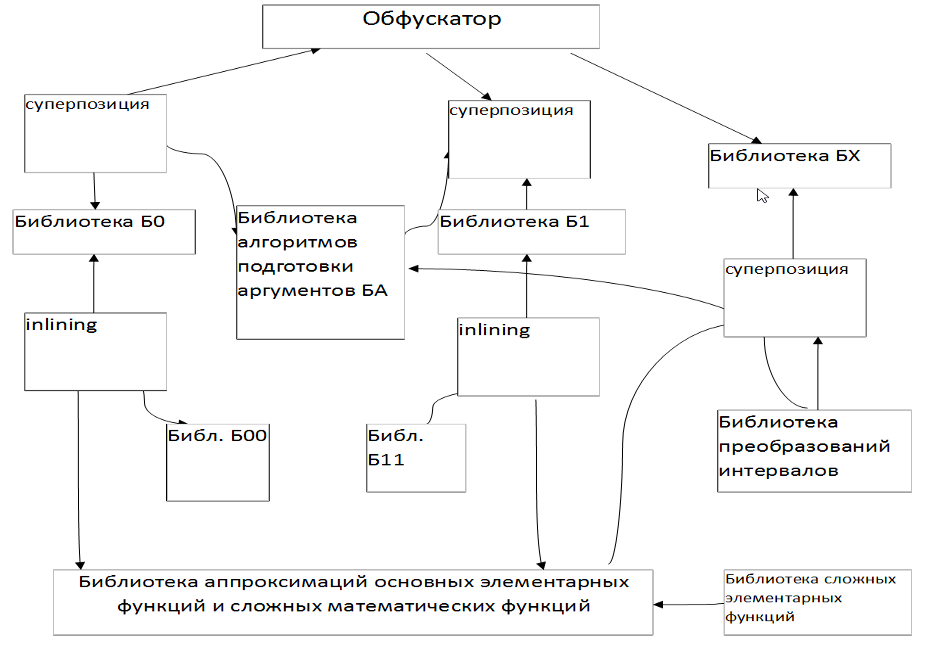 Обфускатор
суперпозиция
суперпозиция
Библиотека БХ
Библиотека Б0
Библиотека
алгоритмов
подготовки
аргументов БА
Библиотека Б1
суперпозиция
inlining
inlining
Библ. Б00
Библ.
Б11
Библиотека
преобразований
интервалов
Библиотека аппроксимаций основных элементарных
функций и сложных математических функций
Библиотека сложных
элементарных
функций